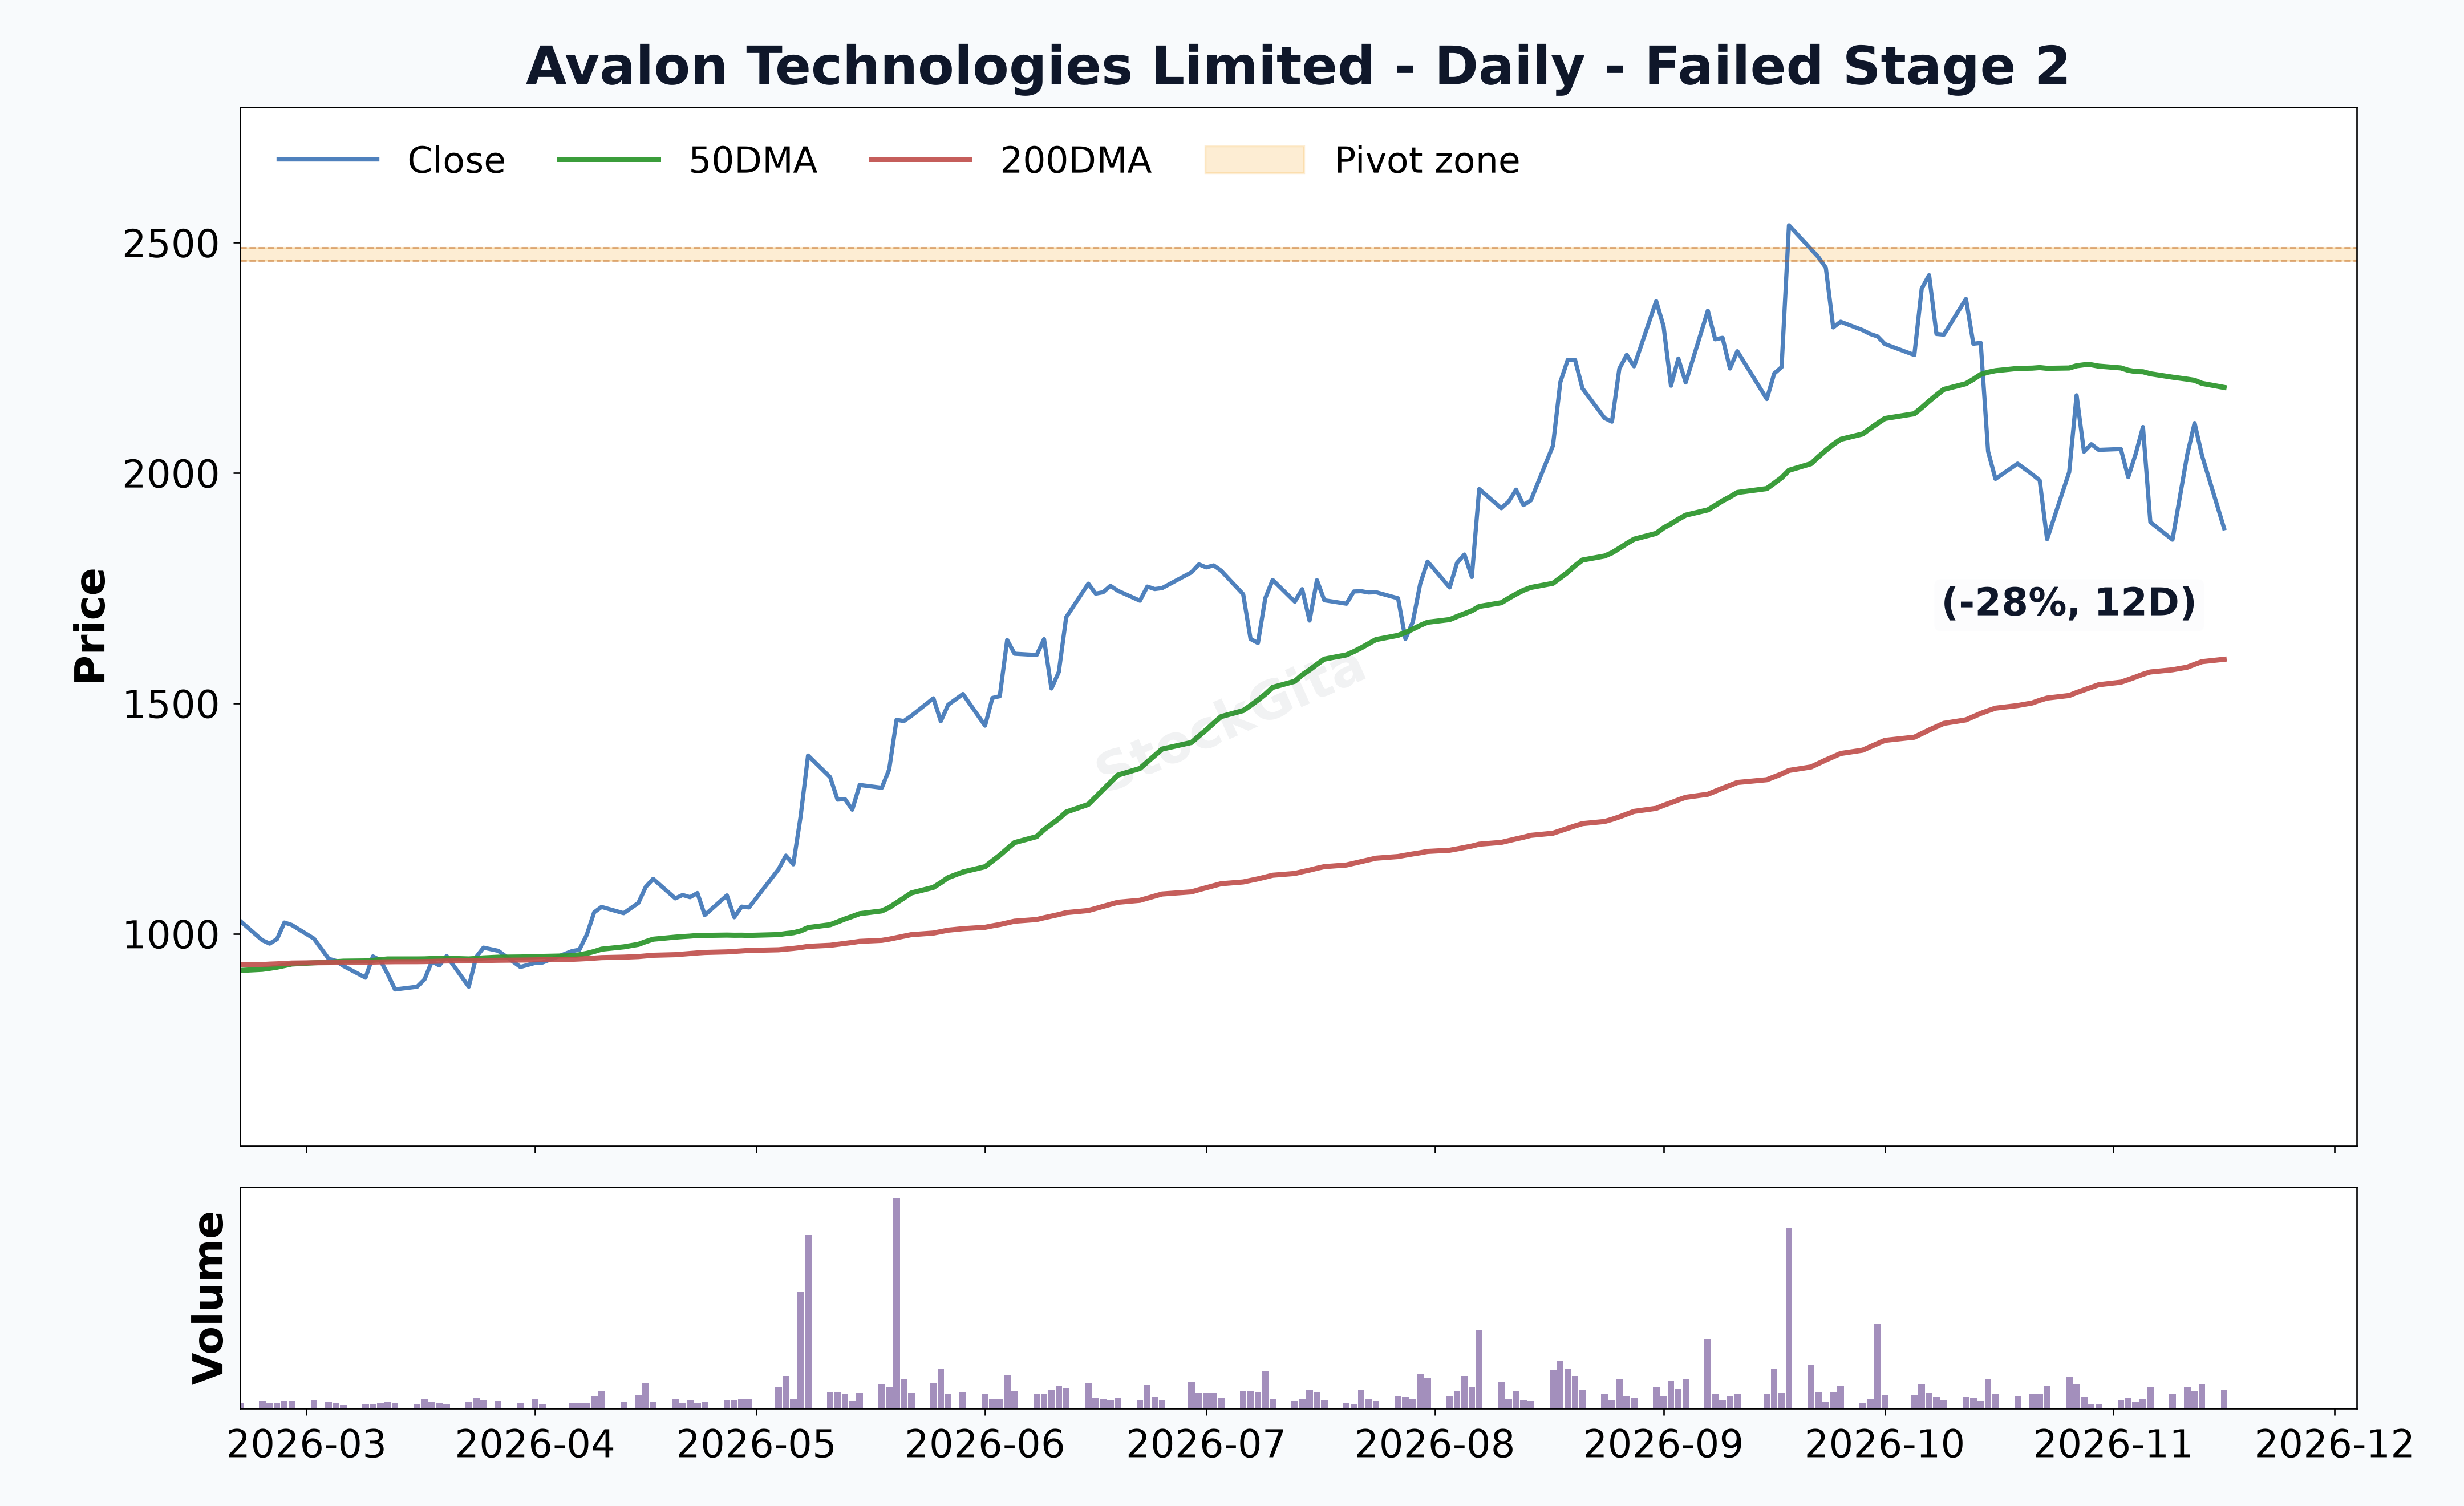 Avalon Technologies Limited - Daily - Failed Stage 2
Close 50DMA 200DMA Pivot zone
2500
2000
1500
1000
Price
(-28%, 12D)
StockGita
Volume
2026-03 2026-04 2026-05 2026-06 2026-07 2026-08 2026-09 2026-10 2026-11 2026-12